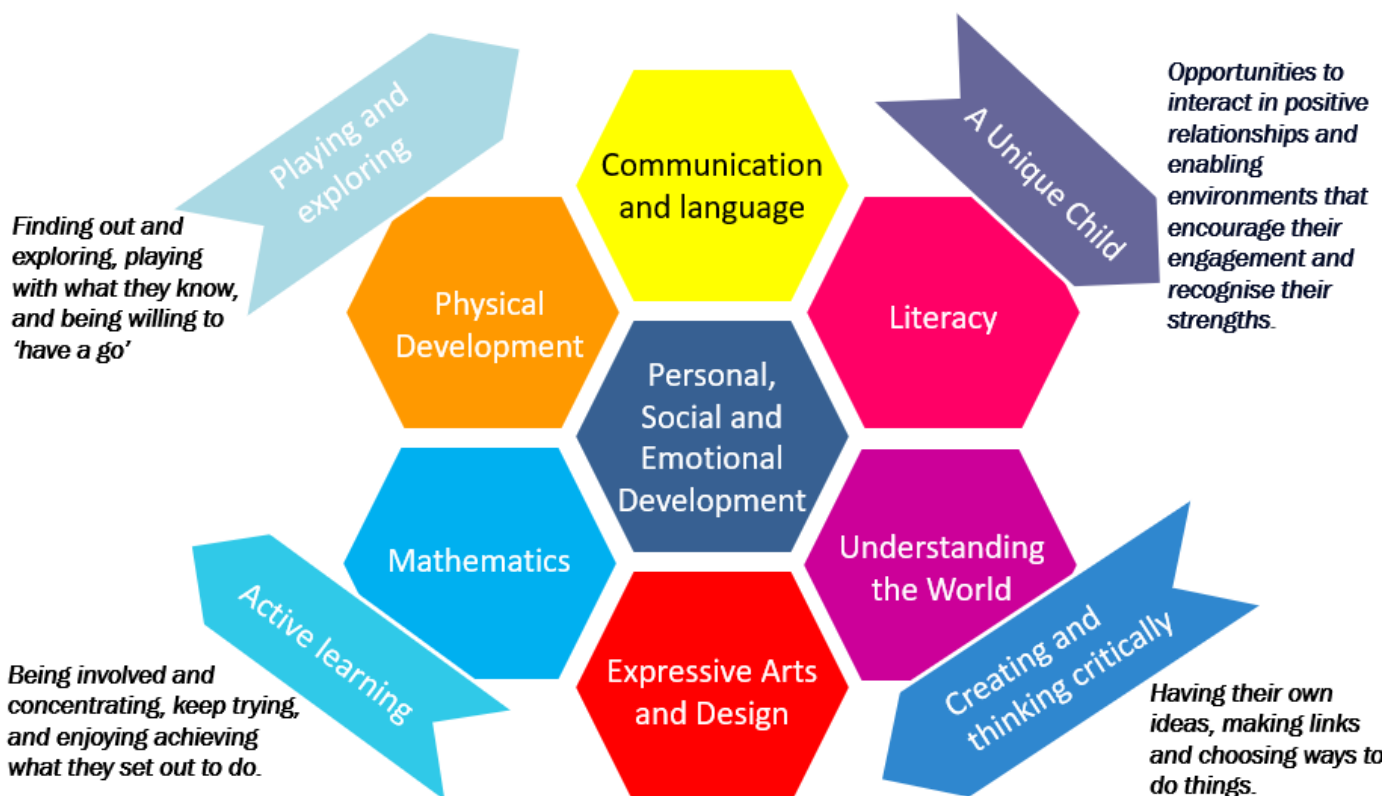 Playing and
exploring
Finding out and
exploring, playing
with what they know,
and being willing to
‘have a go’
Communication
and language
A Unique Child
Opportunities to
interact in positive
relationships and
enabling
environments that
encourage their
engagement and
recognise their
strengths.
Physical
Development
Literacy
Personal,
Social and
Emotional
Development
Mathematics
Understanding
the World
Active learning
Being involved and
concentrating, keep trying,
and enjoying achieving
what they set out to do.
Expressive Arts
and Design
Creating and
thinking critically
Having their own
ideas, making links
and choosing ways to
do things.